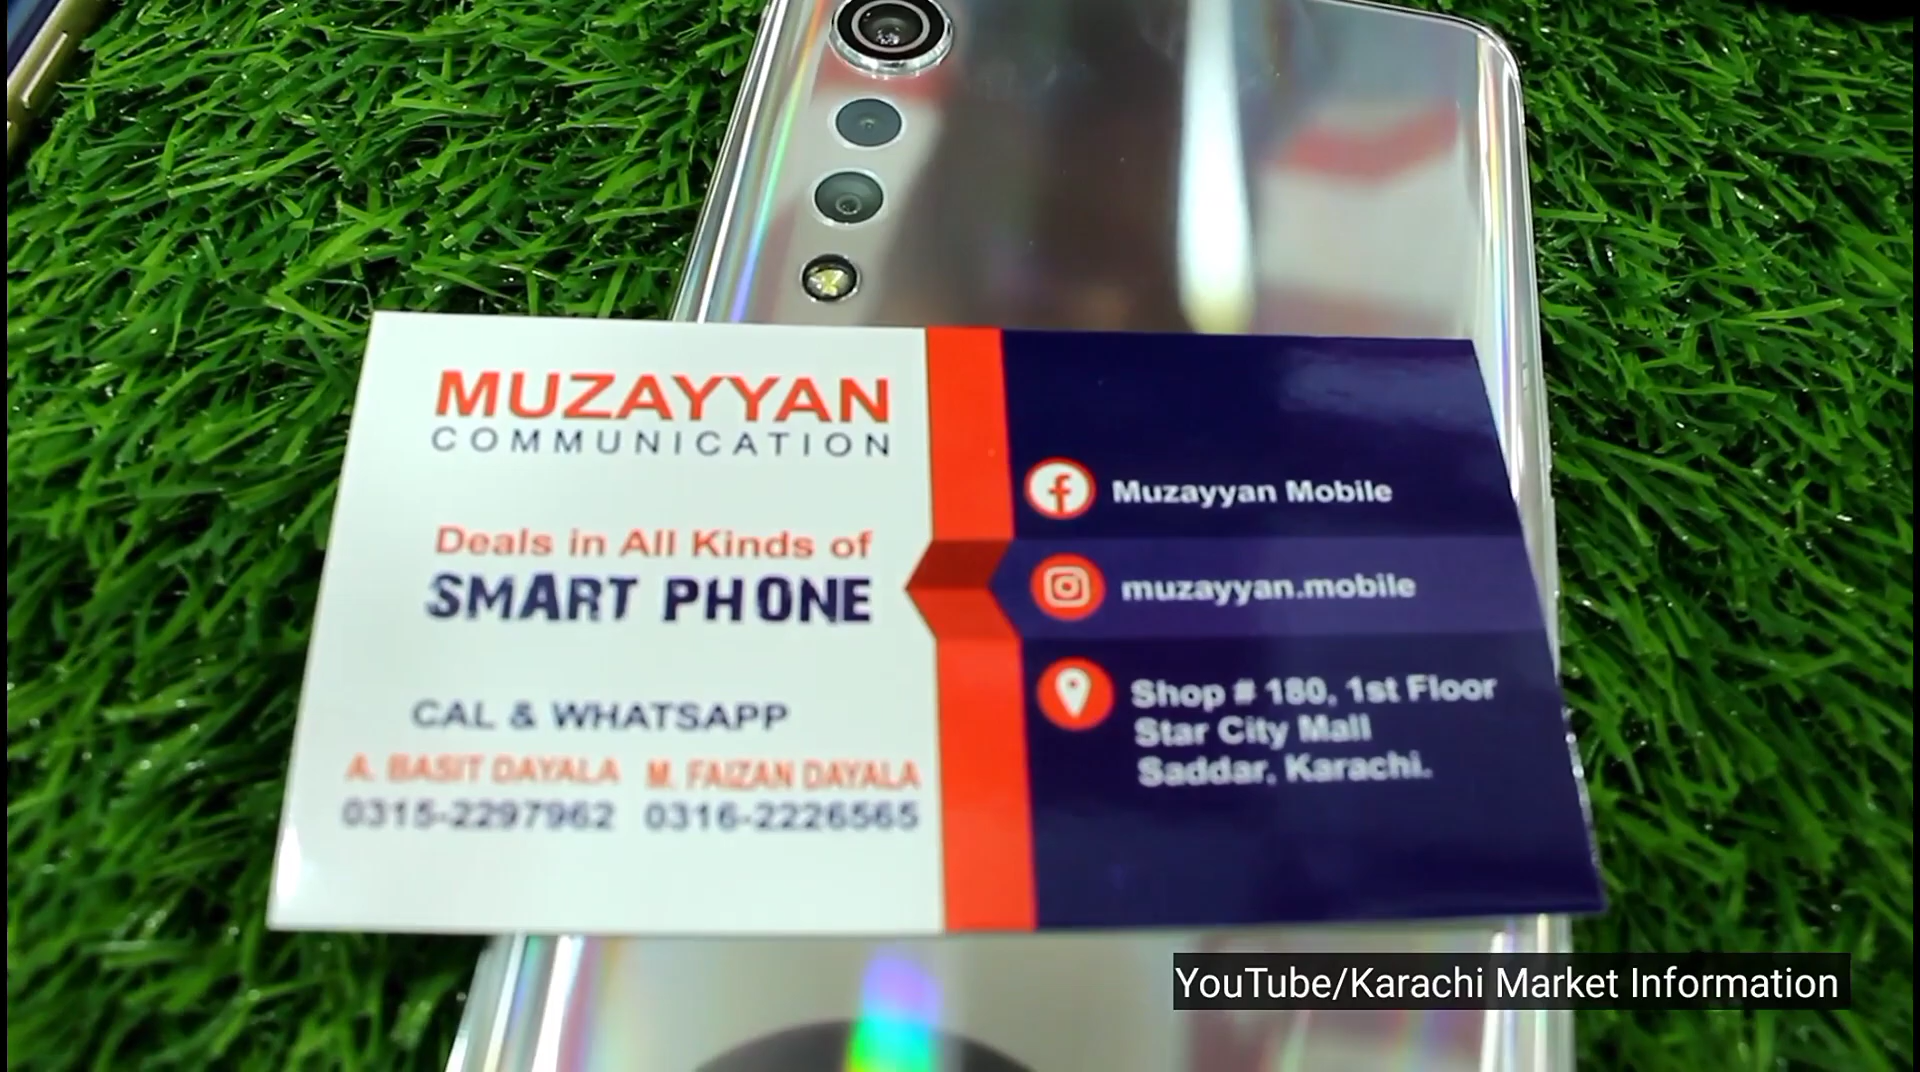 MUZAYYAN
COMMUNICATION
Deals in All Kinds of
SMART PHONE
CAL & WHATSAPP
A. BASIT DAYALA M. FAIZAN DAYALA
0315-2297962 0316-2226565
Muzayyan Mobile
muzayyan.mobile
Shop # 180, 1st Floor
Star City Mall
Saddar, Karachi.
YouTube/Karachi Market Information